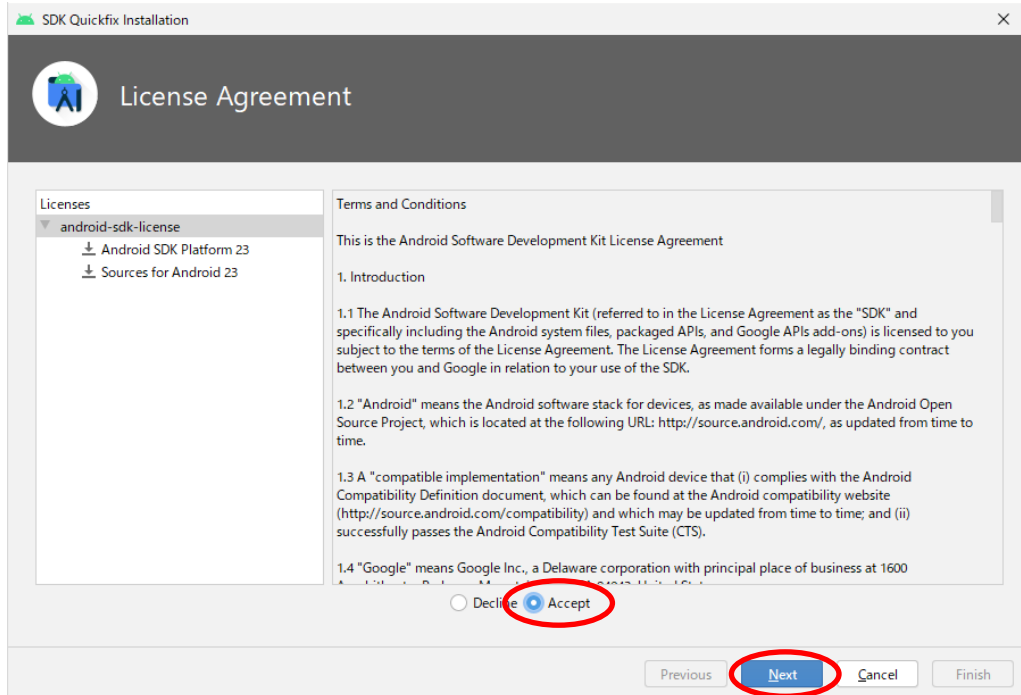 SDK Quickfix Installation
License Agreement
Licenses
android-sdk-license
Android SDK Platform 23
Sources for Android 23
Terms and Conditions
This is the Android Software Development Kit License Agreement
1. Introduction
1.1 The Android Software Development Kit (referred to in the License Agreement as the "SDK" and
specifically including the Android system files, packaged APIs, and Google APIs add-ons) is licensed to you
subject to the terms of the License Agreement. The License Agreement forms a legally binding contract
between you and Google in relation to your use of the SDK.
1.2 "Android" means the Android software stack for devices, as made available under the Android Open
Source Project, which is located at the following URL: http://source.android.com/, as updated from time to
time.
1.3 A "compatible implementation" means any Android device that (i) complies with the Android
Compatibility Definition document, which can be found at the Android compatibility website
(http://source.android.com/compatibility) and which may be updated from time to time; and (ii)
successfully passes the Android Compatibility Test Suite (CTS).
1.4 "Google" means Google Inc., a Delaware corporation with principal place of business at 1600
Decline Accept
Previous Next Cancel Finish